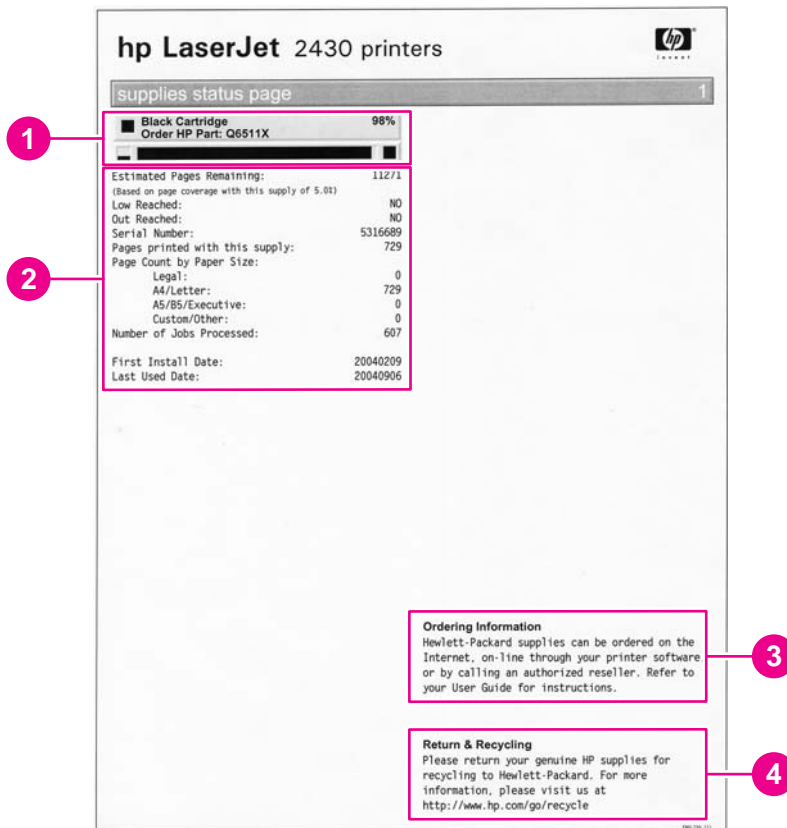 hp LaserJet 2430 printers
hp
invent
supplies status page 1
1
Black Cartridge 98%
Order HP Part: Q6511X
2
Estimated Pages Remaining: 11271
(Based on page coverage with this supply of 5.0%)
Low Reached: NO
Out Reached: NO
Serial Number: 5316689
Pages printed with this supply: 729
Page Count by Paper Size:
Legal: 0
A4/Letter: 729
A5/B5/Executive: 0
Custom/Other: 0
Number of Jobs Processed: 607
First Install Date: 20040209
Last Used Date: 20040906
3
Ordering Information
Hewlett-Packard supplies can be ordered on the
Internet, on-line through your printer software
or by calling an authorized reseller. Refer to
your User Guide for instructions.
4
Return & Recycling
Please return your genuine HP supplies for
recycling to Hewlett-Packard. For more
information, please visit us at
http://www.hp.com/go/recycle